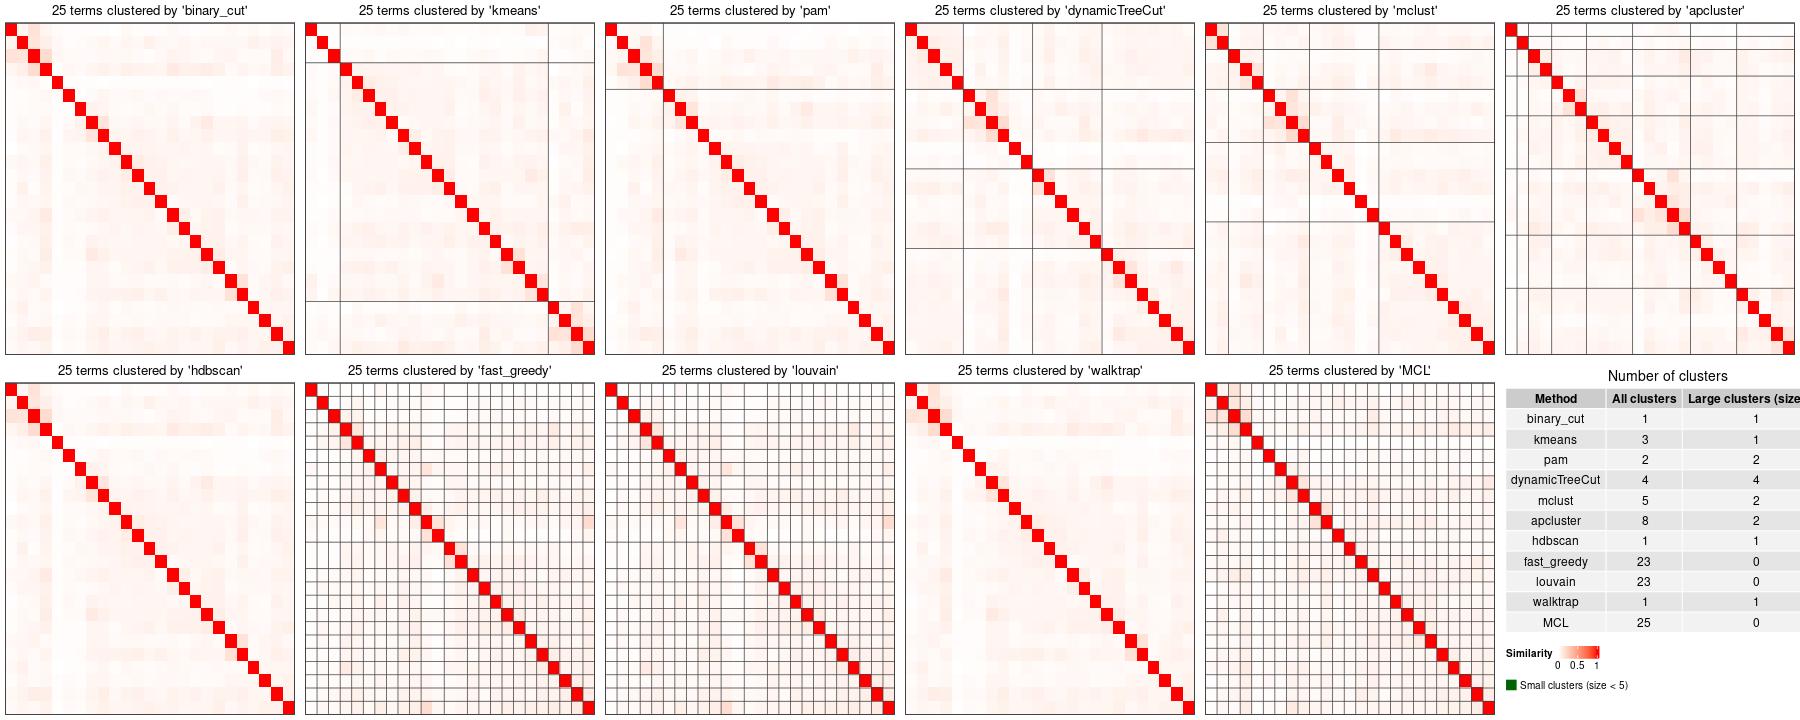 25 terms clustered by 'binary_cut'
25 terms clustered by 'kmeans'
25 terms clustered by 'pam'
25 terms clustered by 'dynamicTreeCut'
25 terms clustered by 'mclust'
25 terms clustered by 'apcluster'
25 terms clustered by 'hdbscan'
25 terms clustered by 'fast_greedy'
25 terms clustered by 'louvain'
25 terms clustered by 'walktrap'
25 terms clustered by 'MCL'
Number of clusters
Method All clusters Large clusters (size
binary_cut 1 1
kmeans 3 1
pam 2 2
dynamicTreeCut 4 4
mclust 5 2
apcluster 8 2
hdbscan 1 1
fast_greedy 23 0
louvain 23 0
walktrap 1 1
MCL 25 0
Similarity
0 0.5 1
Small clusters (size < 5)